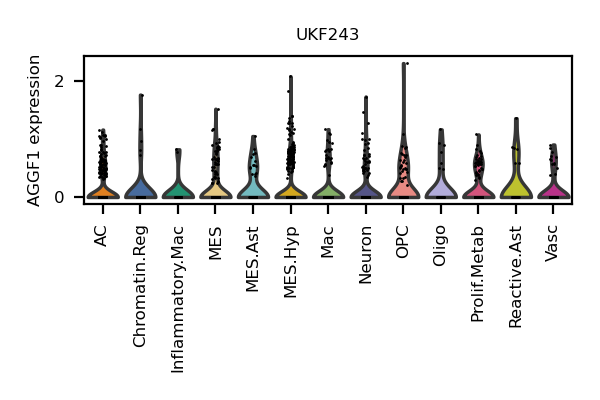 UKF243
AGGF1 expression
2
0
AC
Chromatin.Reg
Inflammatory.Mac
MES
MES.Ast
MES.Hyp
Mac
Neuron
OPC
Oligo
Prolif.Metab
Reactive.Ast
Vasc